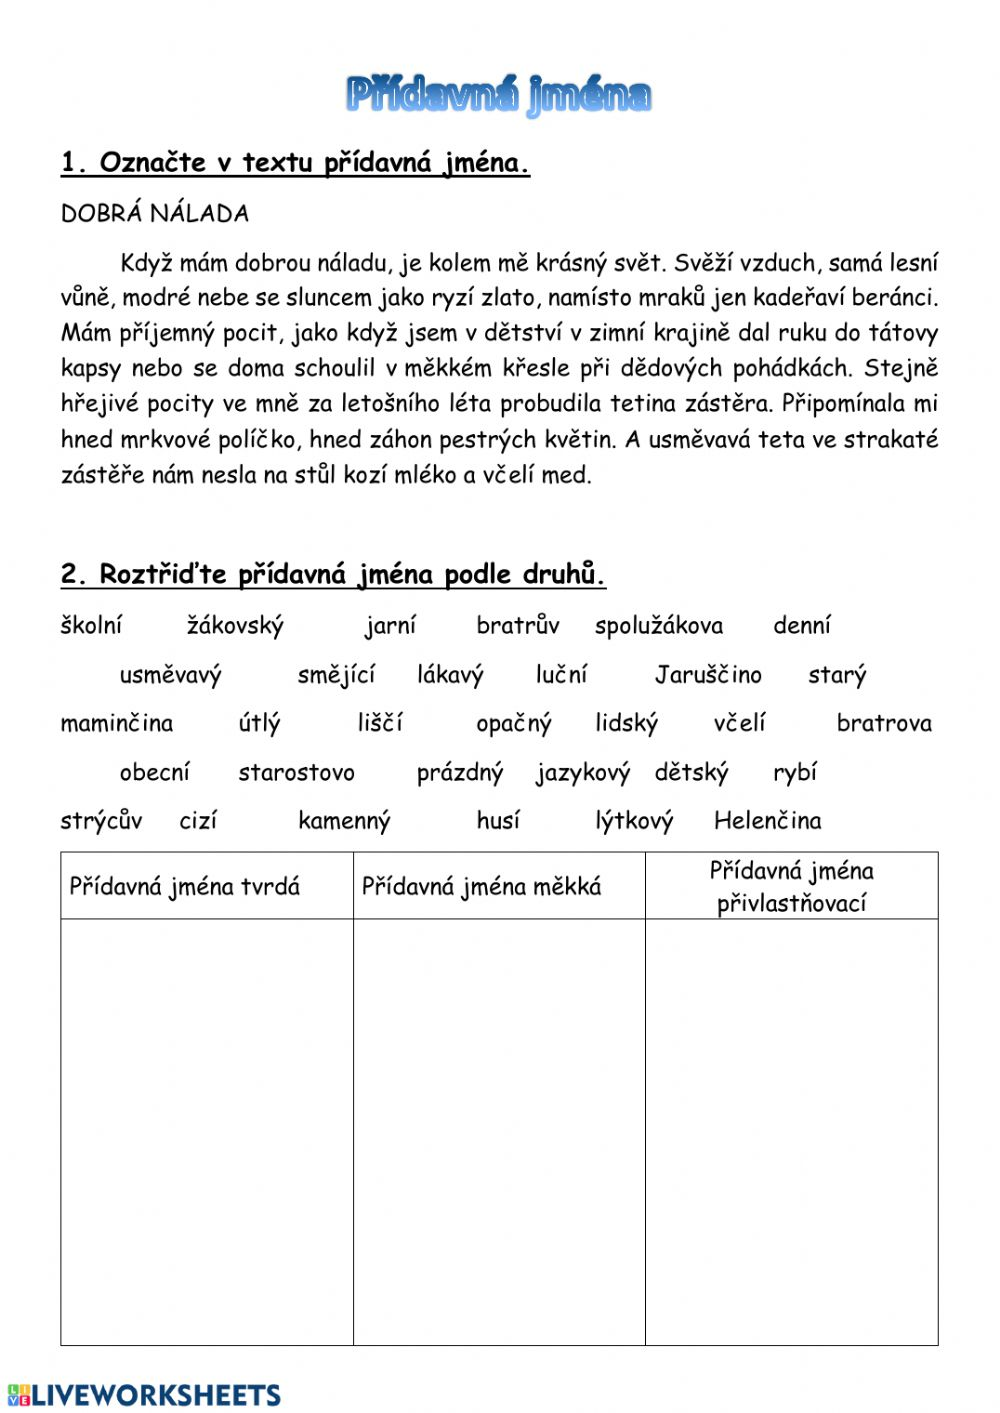 Přídavná jména
1. Označte v textu přídavná jména.
DOBRÁ NÁLADA
Když mám dobrou náladu, je kolem mě krásný svět. Svěží vzduch, samá lesní
vůně, modré nebe se sluncem jako ryzí zlato, namísto mraků jen kadeřaví beránci.
Mám příjemný pocit, jako když jsem v dětství v zimní krajině dal ruku do tátovy
kapsy nebo se doma schoulil v měkkém křesle při dědových pohádkách. Stejně
hřejivé pocity ve mně za letošního léta probudila tetina zástěra. Připomínala mi
hned mrkvové políčko, hned záhon pestrých květin. A usměvavá teta ve strakaté
zástěře nám nesla na stůl kozí mléko a včelí med.
2. Roztřiďte přídavná jména podle druhů.
školní žákovský jarní bratrův spolužákova denní
usměvavý smějící lákavý luční Jaruščino starý
maminčina útlý liščí opačný lidský včelí bratrova
obecní starostovo prázdný jazykový dětský rybí
strýcův cizí kamenný husí lýtkový Helenčina
Přídavná jména tvrdá Přídavná jména měkká Přídavná jména
přivlastňovací
LIVE LIVEWORKSHEETS